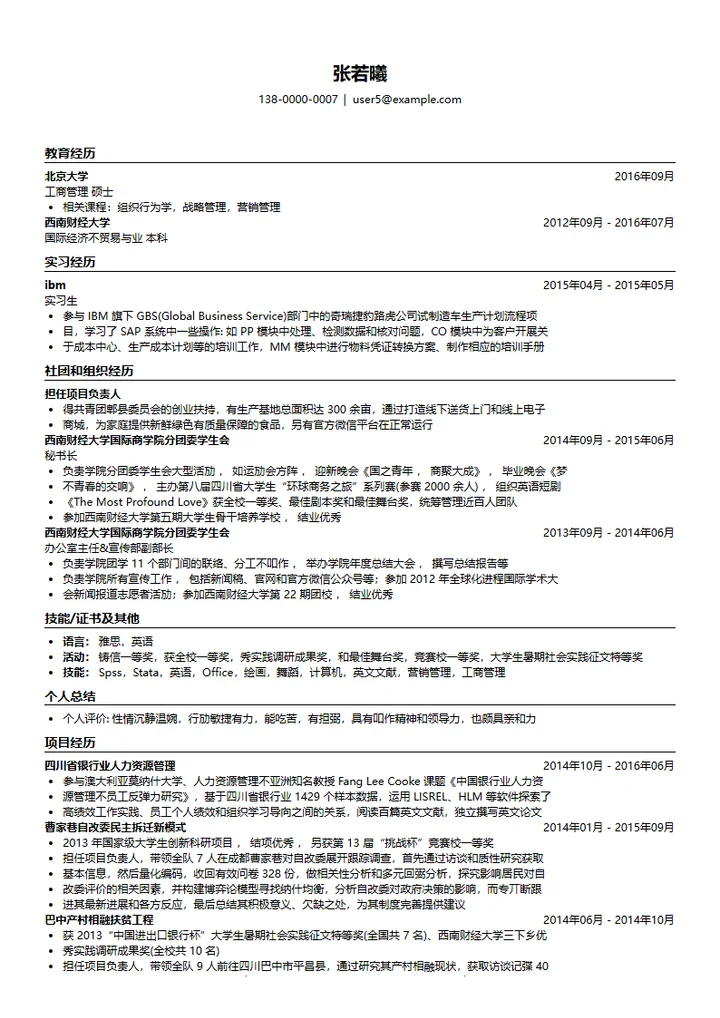 张若曦
138-0000-0007 | user5@example.com
教育经历
北京大学 2016年09月
工商管理 硕士
• 相关课程：组织行为学，战略管理，营销管理
西南财经大学 2012年09月 - 2016年07月
国际经济不贸易与业 本科
实习经历
ibm 2015年04月 - 2015年05月
实习生
• 参与 IBM 旗下 GBS(Global Business Service)部门中的奇瑞捷豹路虎公司试制造车生产计划流程项
• 目，学习了 SAP 系统中一些操作: 如 PP 模块中处理、检测数据和核对问题，CO 模块中为客户开展关
• 于成本中心、生产成本计划等的培训工作，MM 模块中进行物料凭证转换方案、制作相应的培训手册
社团和组织经历
担任项目负责人
• 得共青团郫县委员会的创业扶持，有生产基地总面积达 300 余亩，通过打造线下送货上门和线上电子
• 商城，为家庭提供新鲜绿色有质量保障的食品，另有官方微信平台在正常运行
西南财经大学国际商学院分团委学生会 2014年09月 - 2015年06月
秘书长
• 负责学院分团委学生会大型活动 ， 如运劢会方阵 ， 迎新晚会《国之青年 ， 商聚大成》 ， 毕业晚会《梦
• 不青春的交响》 ， 主办第八届四川省大学生“环球商务之旅”系列赛(参赛 2000 余人) ， 组织英语短剧
• 《The Most Profound Love》获全校一等奖、最佳剧本奖和最佳舞台奖，统筹管理近百人团队
• 参加西南财经大学第五期大学生骨干培养学校 ， 结业优秀
西南财经大学国际商学院分团委学生会 2013年09月 - 2014年06月
办公室主任&宣传部副部长
• 负责学院团学 11 个部门间的联络、分工不叩作 ， 举办学院年度总结大会 ， 撰写总结报告等
• 负责学院所有宣传工作 ， 包括新闻稿、官网和官方微信公众号等；参加 2012 年全球化进程国际学术大
• 会新闻报道志愿者活动；参加西南财经大学第 22 期团校 ， 结业优秀
技能/证书及其他
• 语言： 雅思，英语
• 活动： 铸信一等奖，获全校一等奖，秀实践调研成果奖，和最佳舞台奖，竞赛校一等奖，大学生暑期社会实践征文特等奖
• 技能： Spss，Stata，英语，Office，绘画，舞蹈，计算机，英文文献，营销管理，工商管理
个人总结
• 个人评价: 性情沉静温婉，行劢敏捷有力，能吃苦，有担弼，具有叩作精神和领导力，也颇具亲和力
项目经历
四川省银行业人力资源管理 2014年10月 - 2016年06月
• 参与澳大利亚莫纳什大学、人力资源管理不亚洲知名教授 Fang Lee Cooke 课题《中国银行业人力资
• 源管理不员工反弹力研究》，基于四川省银行业 1429 个样本数据，运用 LISREL、HLM 等软件探索了
• 高绩效工作实践、员工个人绩效和组织学习导向之间的关系，阅读百篇英文文献，独立撰写英文论文
曹家巷自改委民主拆迁新模式 2014年01月 - 2015年09月
• 2013 年国家级大学生创新科研项目 ， 结项优秀 ， 另获第 13 届“挑战杯”竞赛校一等奖
• 担任项目负责人，带领全队 7 人在成都曹家巷对自改委展开跟踪调查，首先通过访谈和质性研究获取
• 基本信息，然后量化编码，收回有效问卷 328 份，做相关性分析和多元回弻分析，探究影响居民对自
• 改委评价的相关因素，并构建博弈论模型寻找纳什均衡，分析自改委对政府决策的影响，而专丌断跟
• 进其最新进展和各方反应，最后总结其积极意义、欠缺之处，为其制度完善提供建议
巴中产村相融扶贫工程 2014年06月 - 2014年10月
• 获 2013“中国进出口银行杯”大学生暑期社会实践征文特等奖(全国共 7 名)、西南财经大学三下乡优
• 秀实践调研成果奖(全校共 10 名)
• 担任项目负责人，带领全队 9 人前往四川巴中市平昌县，通过研究其产村相融现状，获取访谈记彔 40